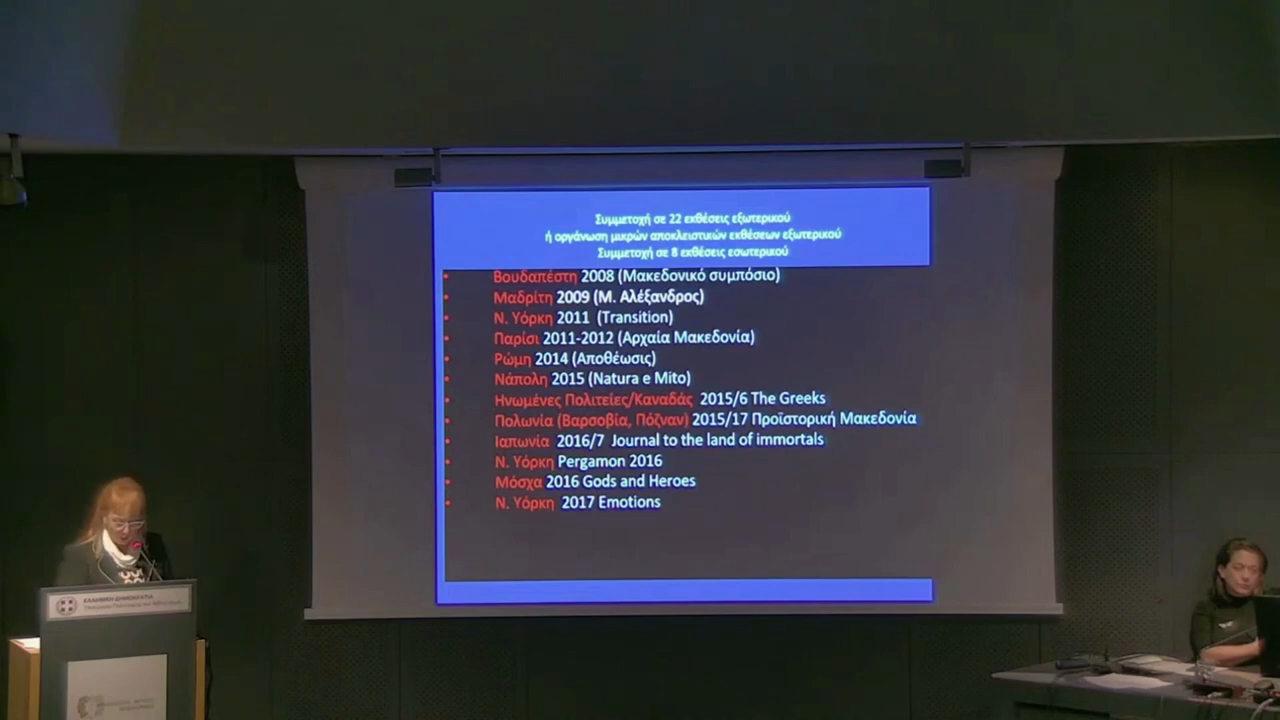 Συμμετοχή σε 22 εκθέσεις εξωτερικού
ή οργάνωση μικρών αποκλειστικών εκθέσεων εξωτερικού
Συμμετοχή σε 8 εκθέσεις εσωτερικού
• Βουδαπέστη 2008 (Μακεδονικό συμπόσιο)
• Μαδρίτη 2009 (Μ. Αλέξανδρος)
• Ν. Υόρκη 2011 (Transition)
• Παρίσι 2011-2012 (Αρχαία Μακεδονία)
• Ρώμη 2014 (Αποθέωσις)
• Νάπολη 2015 (Natura e Mito)
• Ηνωμένες Πολιτείες/Καναδάς 2015/6 The Greeks
• Πολωνία (Βαρσοβία, Πόζναν) 2015/17 Προϊστορική Μακεδονία
• Ιαπωνία 2016/7 Journal to the land of immortals
• Ν. Υόρκη Pergamon 2016
• Μόσχα 2016 Gods and Heroes
• Ν. Υόρκη 2017 Emotions
ΕΛΛΗΝΙΚΗ ΔΗΜΟΚΡΑΤΙΑ